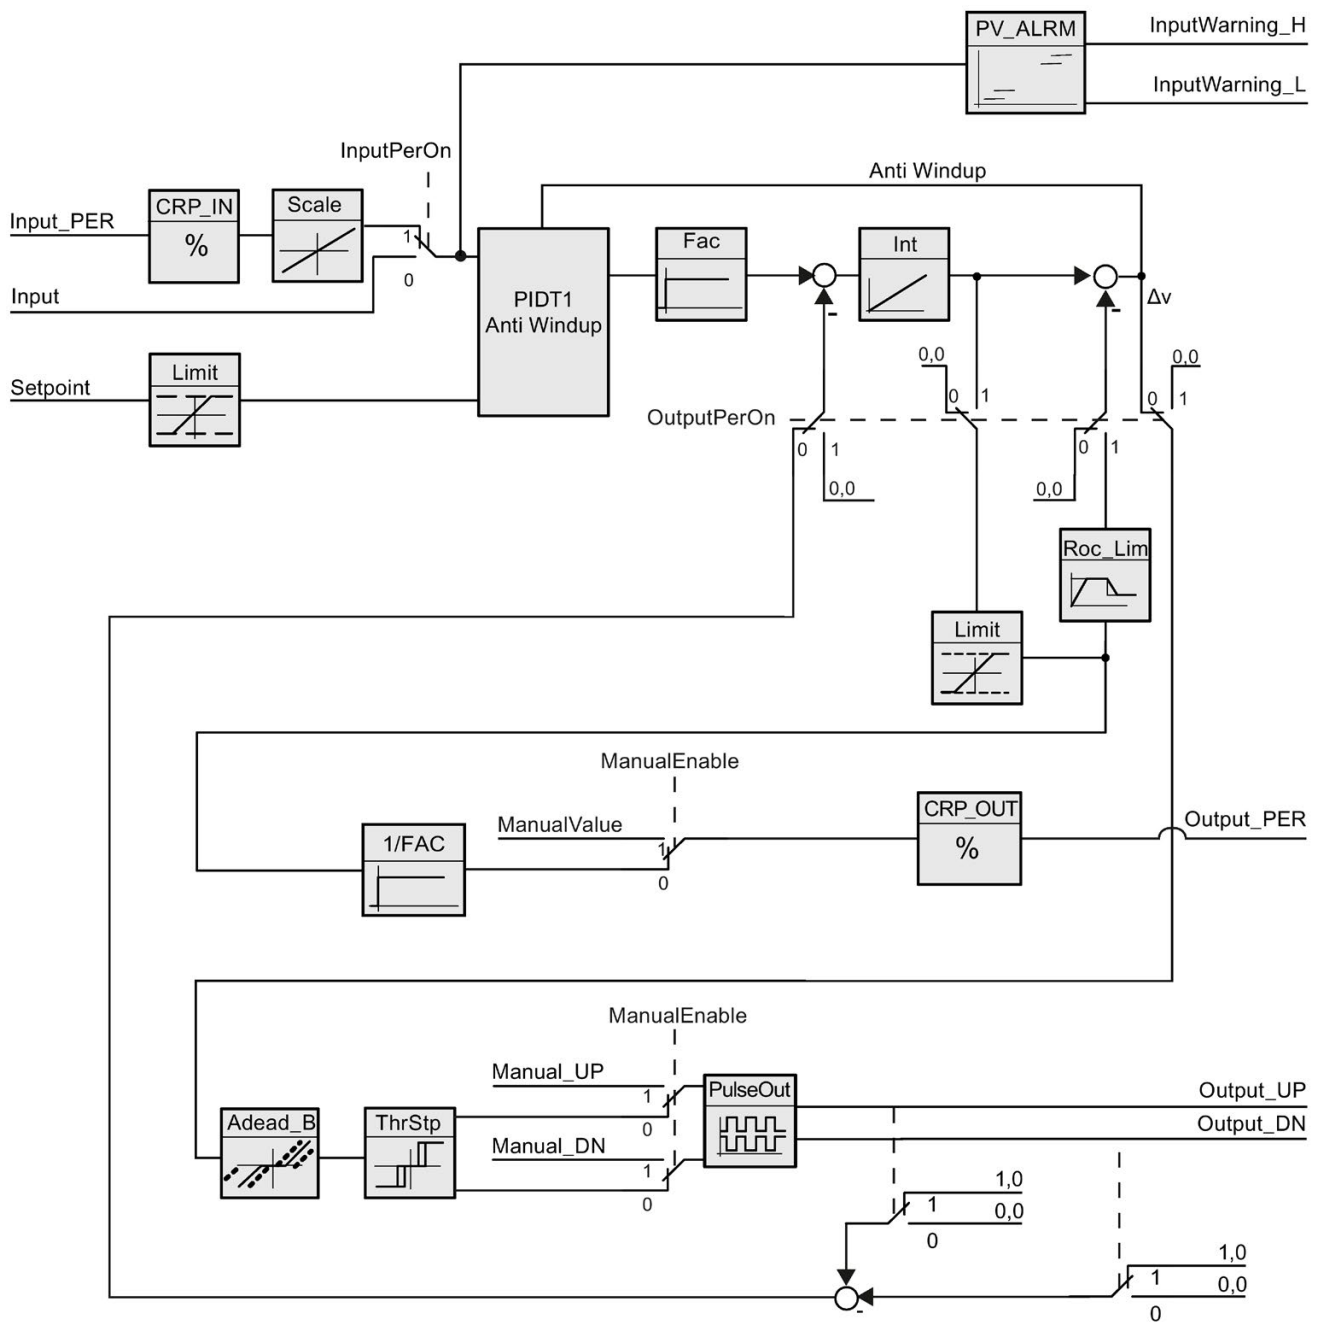 PV_ALRM
InputWarning_H
InputWarning_L
InputPerOn
Anti Windup
Input_PER
CRP_IN
%
Scale
1
0
Input
PIDT1
Anti Windup
Fac
-
Int
-
Δv
Setpoint
Limit
0,0
0
1
0,0
0
1
OutputPerOn
0
1
0,0
0
1
0,0
Roc_Lim
Limit
ManualEnable
ManualValue
1
0
1/FAC
CRP_OUT
%
Output_PER
ManualEnable
Manual_UP
1
0
Manual_DN
1
0
PulseOut
Output_UP
Output_DN
Adead_B
ThrStp
1,0
1
0,0
0
1,0
1
0,0
0
-